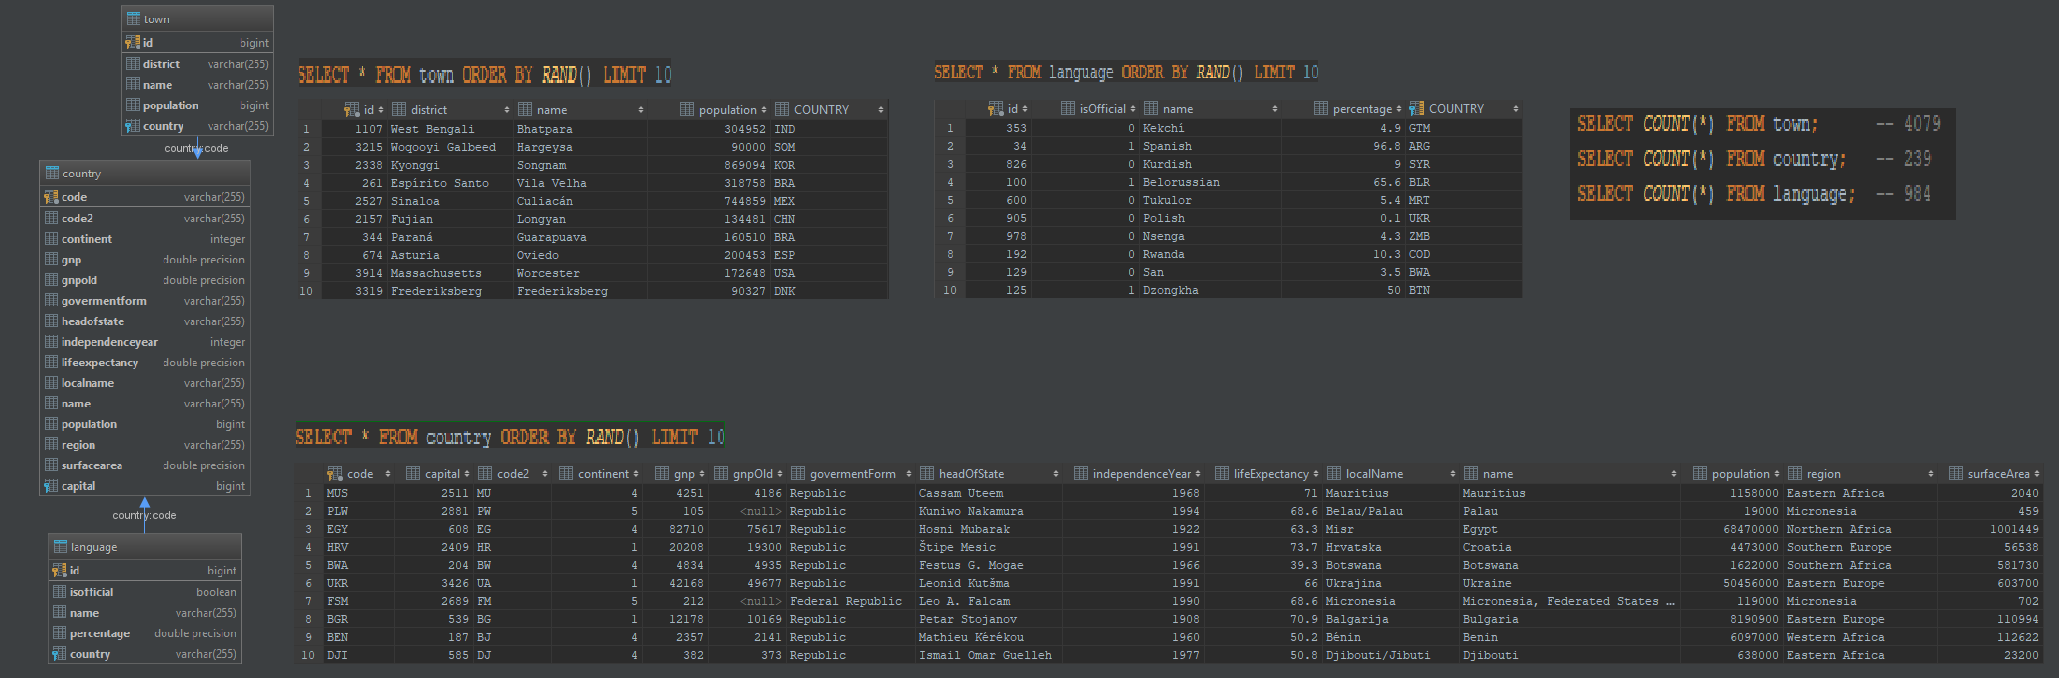 town
id bigint
district varchar(255)
name varchar(255)
population bigint
country varchar(255)
country:code
country
code varchar(255)
code2 varchar(255)
continent integer
gnp double precision
gnpold double precision
govermentform varchar(255)
headofstate varchar(255)
independenceyear integer
lifeexpectancy double precision
localname varchar(255)
name varchar(255)
population bigint
region varchar(255)
surfacearea double precision
capital bigint
country:code
language
id bigint
isofficial boolean
name varchar(255)
percentage double precision
country varchar(255)
SELECT * FROM town ORDER BY RAND() LIMIT 10
id district name population COUNTRY
1 1107 West Bengali Bhatpara 304952 IND
2 3215 Woqooyi Galbeed Hargeysa 90000 SOM
3 2338 Kyonggi Songnam 869094 KOR
4 261 Espírito Santo Vila Velha 318758 BRA
5 2527 Sinaloa Culiacán 744859 MEX
6 2157 Fujian Longyan 134481 CHN
7 344 Paraná Guarapuava 160510 BRA
8 674 Asturia Oviedo 200453 ESP
9 3914 Massachusetts Worcester 172648 USA
10 3319 Frederiksberg Frederiksberg 90327 DNK
SELECT * FROM language ORDER BY RAND() LIMIT 10
id isOfficial name percentage COUNTRY
1 353 0 Kekchí 4.9 GTM
2 34 1 Spanish 96.8 ARG
3 826 0 Kurdish 9 SYR
4 100 1 Belorussian 65.6 BLR
5 600 0 Tukulor 5.4 MRT
6 905 0 Polish 0.1 UKR
7 978 0 Nsenga 4.3 ZMB
8 192 0 Rwanda 10.3 COD
9 129 0 San 3.5 BWA
10 125 1 Dzongkha 50 BTN
SELECT COUNT(*) FROM town; -- 4079
SELECT COUNT(*) FROM country; -- 239
SELECT COUNT(*) FROM language; -- 984
SELECT * FROM country ORDER BY RAND() LIMIT 10
code capital code2 continent gnp gnpOld govermentForm headOfState independenceYear lifeExpectancy localName name population region surfaceArea
1 MUS 2511 MU 4 4251 4186 Republic Cassam Uteem 1968 71 Mauritius Mauritius 1158000 Eastern Africa 2040
2 PLW 2881 PW 5 105 <null> Republic Kuniwo Nakamura 1994 68.6 Belau/Palau Palau 19000 Micronesia 459
3 EGY 608 EG 4 82710 75617 Republic Hosni Mubarak 1922 63.3 Misr Egypt 68470000 Northern Africa 1001449
4 HRV 2409 HR 1 20208 19300 Republic Štipe Mesic 1991 73.7 Hrvatska Croatia 4473000 Southern Europe 56538
5 BWA 204 BW 4 4834 4935 Republic Festus G. Mogae 1966 39.3 Botswana Botswana 1622000 Southern Africa 581730
6 UKR 3426 UA 1 42168 49677 Republic Leonid Kutšma 1991 66 Ukrajina Ukraine 50456000 Eastern Europe 603700
7 FSM 2689 FM 5 212 <null> Federal Republic Leo A. Falcam 1990 68.6 Micronesia Micronesia, Federated States ... 119000 Micronesia 702
8 BGR 539 BG 1 12178 10169 Republic Petar Stojanov 1908 70.9 Balgarija Bulgaria 8190900 Eastern Europe 110994
9 BEN 187 BJ 4 2357 2141 Republic Mathieu Kérékou 1960 50.2 Bénin Benin 6097000 Western Africa 112622
10 DJI 585 DJ 4 382 373 Republic Ismail Omar Guelleh 1977 50.8 Djibouti/Jibuti Djibouti 638000 Eastern Africa 23200